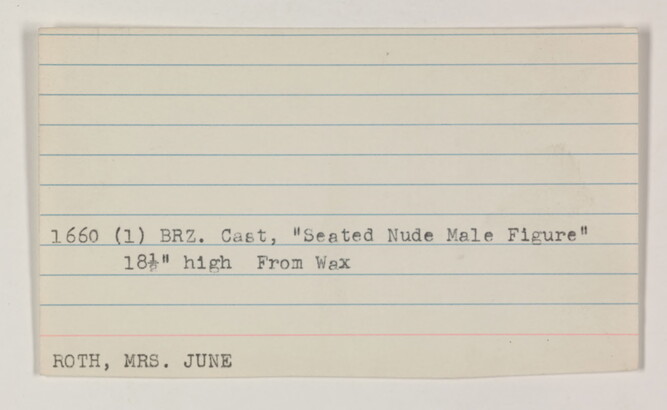 1660 (1) BRZ. Cast, "Seated Nude Male Figure"
18½" high From Wax
ROTH, MRS. JUNE